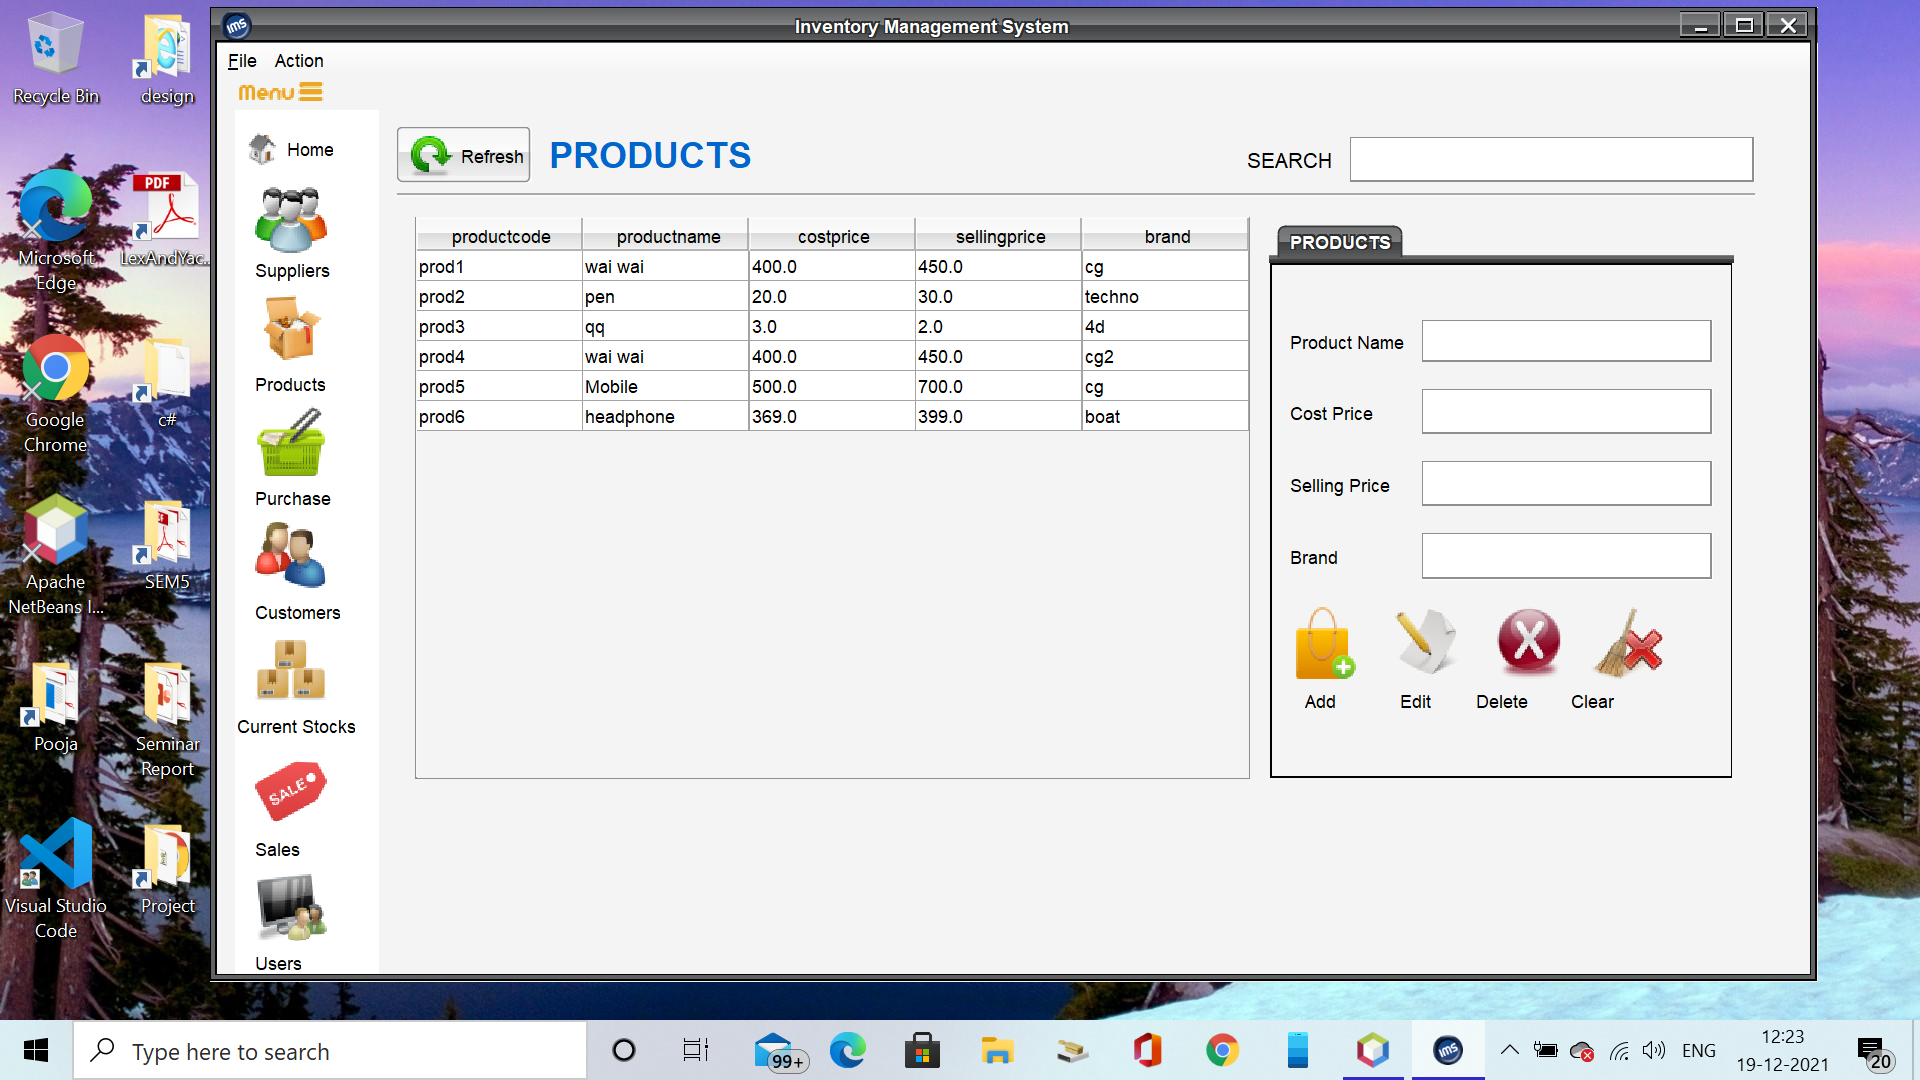 Inventory Management System
File Action
Menu
Recycle Bin
design
Microsoft Edge
LexAndYac...
Google Chrome
c#
Apache NetBeans I...
SEM5
Pooja
Seminar Report
Visual Studio Code
Project
Home
Suppliers
Products
Purchase
Customers
Current Stocks
SALE
Sales
Users
Refresh
PRODUCTS
SEARCH
productcode productname costprice sellingprice brand
prod1 wai wai 400.0 450.0 cg
prod2 pen 20.0 30.0 techno
prod3 qq 3.0 2.0 4d
prod4 wai wai 400.0 450.0 cg2
prod5 Mobile 500.0 700.0 cg
prod6 headphone 369.0 399.0 boat
PRODUCTS
Product Name
Cost Price
Selling Price
Brand
Add Edit Delete Clear
Type here to search
99+
ims
ENG
12:23
19-12-2021
20
PDF
ims